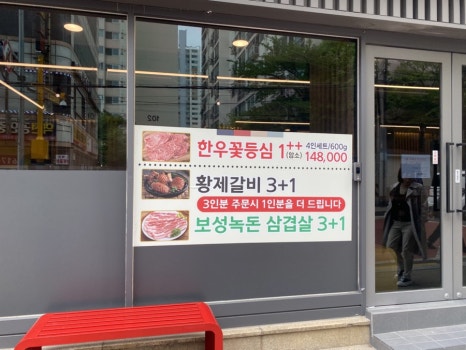 102
한우꽃등심 1++ (암소) 4인세트/600g 148,000
황제갈비 3+1
3인분 주문시 1인분을 더 드립니다
보성녹돈 삼겹살 3+1